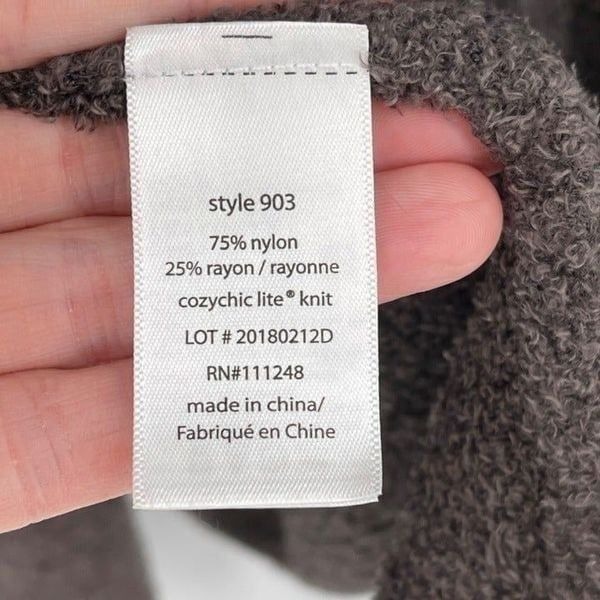 style 903
75% nylon
25% rayon / rayonne
cozychic lite® knit
LOT # 20180212D
RN#111248
made in china/
Fabriqué en Chine